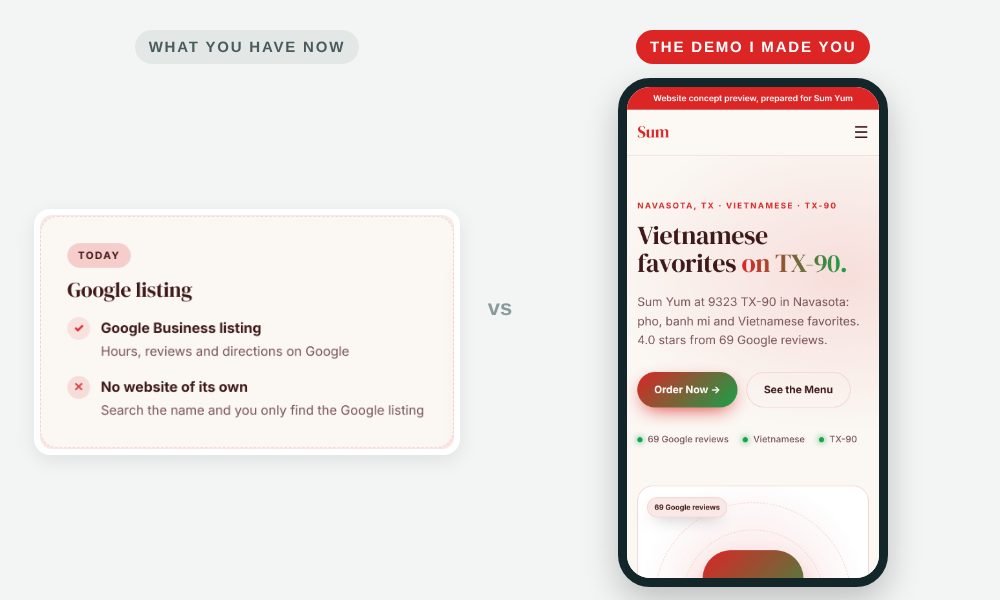 WHAT YOU HAVE NOW
TODAY
Google listing
Google Business listing
Hours, reviews and directions on Google
No website of its own
Search the name and you only find the Google listing
vs
THE DEMO I MADE YOU
Website concept preview, prepared for Sum Yum
Sum
NAVASOTA, TX · VIETNAMESE · TX-90
Vietnamese
favorites on TX-90.
Sum Yum at 9323 TX-90 in Navasota:
pho, banh mi and Vietnamese favorites.
4.0 stars from 69 Google reviews.
Order Now →
See the Menu
69 Google reviews
Vietnamese
TX-90
69 Google reviews